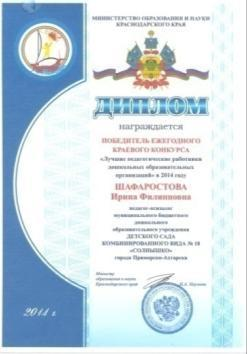 МИНИСТЕРСТВО ОБРАЗОВАНИЯ И НАУКИ
КРАСНОДАРСКОГО КРАЯ
ДИПЛОМ
награждается
ПОБЕДИТЕЛЬ ЕЖЕГОДНОГО
КРАЕВОГО КОНКУРСА
«Лучшие педагогические работники
дошкольных образовательных
организаций» в 2014 году
ШАФАРОСТОВА
Ирина Филипповна
педагог-психолог
муниципального бюджетного
дошкольного
образовательного учреждения
ДЕТСКОГО САДА
КОМБИНИРОВАННОГО ВИДА № 18
«СОЛНЫШКО»
города Приморско-Ахтарска
Министр
образования и науки
Краснодарского края
Н.А. Наумова
2014 г.